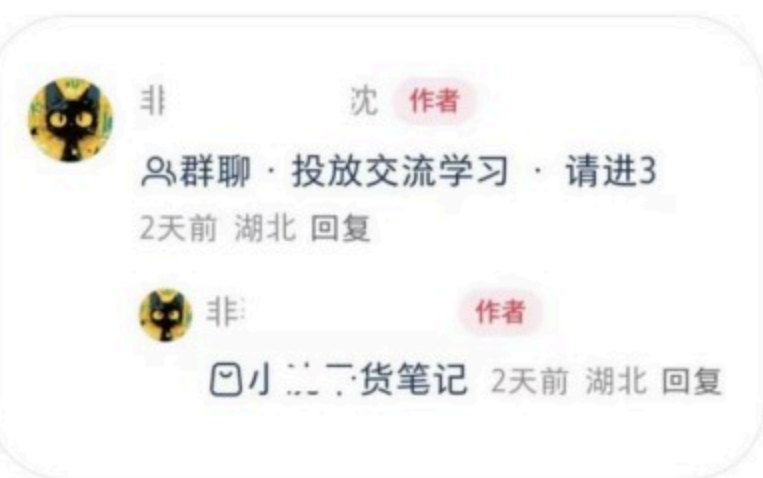 非 沈 作者
群聊 · 投放交流学习 · 请进3
2天前 湖北 回复
非 作者
小 货笔记 2天前 湖北 回复